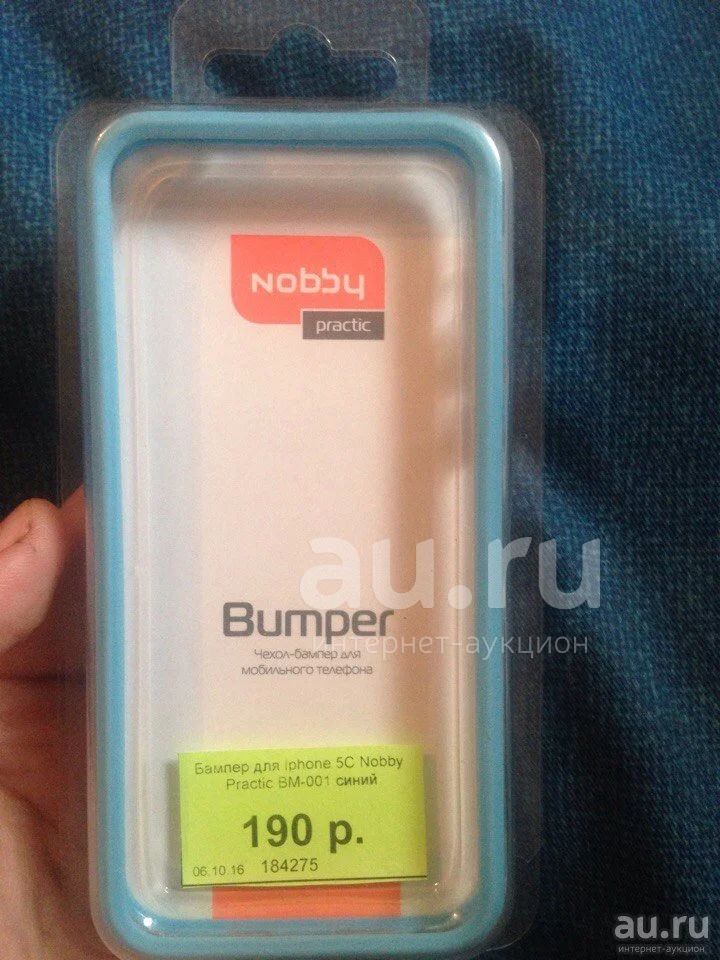 Nobby
practic
au.ru
Bumper
интернет-аукцион
Чехол-бампер для
мобильного телефона
Бампер для Iphone 5C Nobby
Practic BM-001 синий
190 р.
06.10.16 184275
au.ru
интернет-аукцион